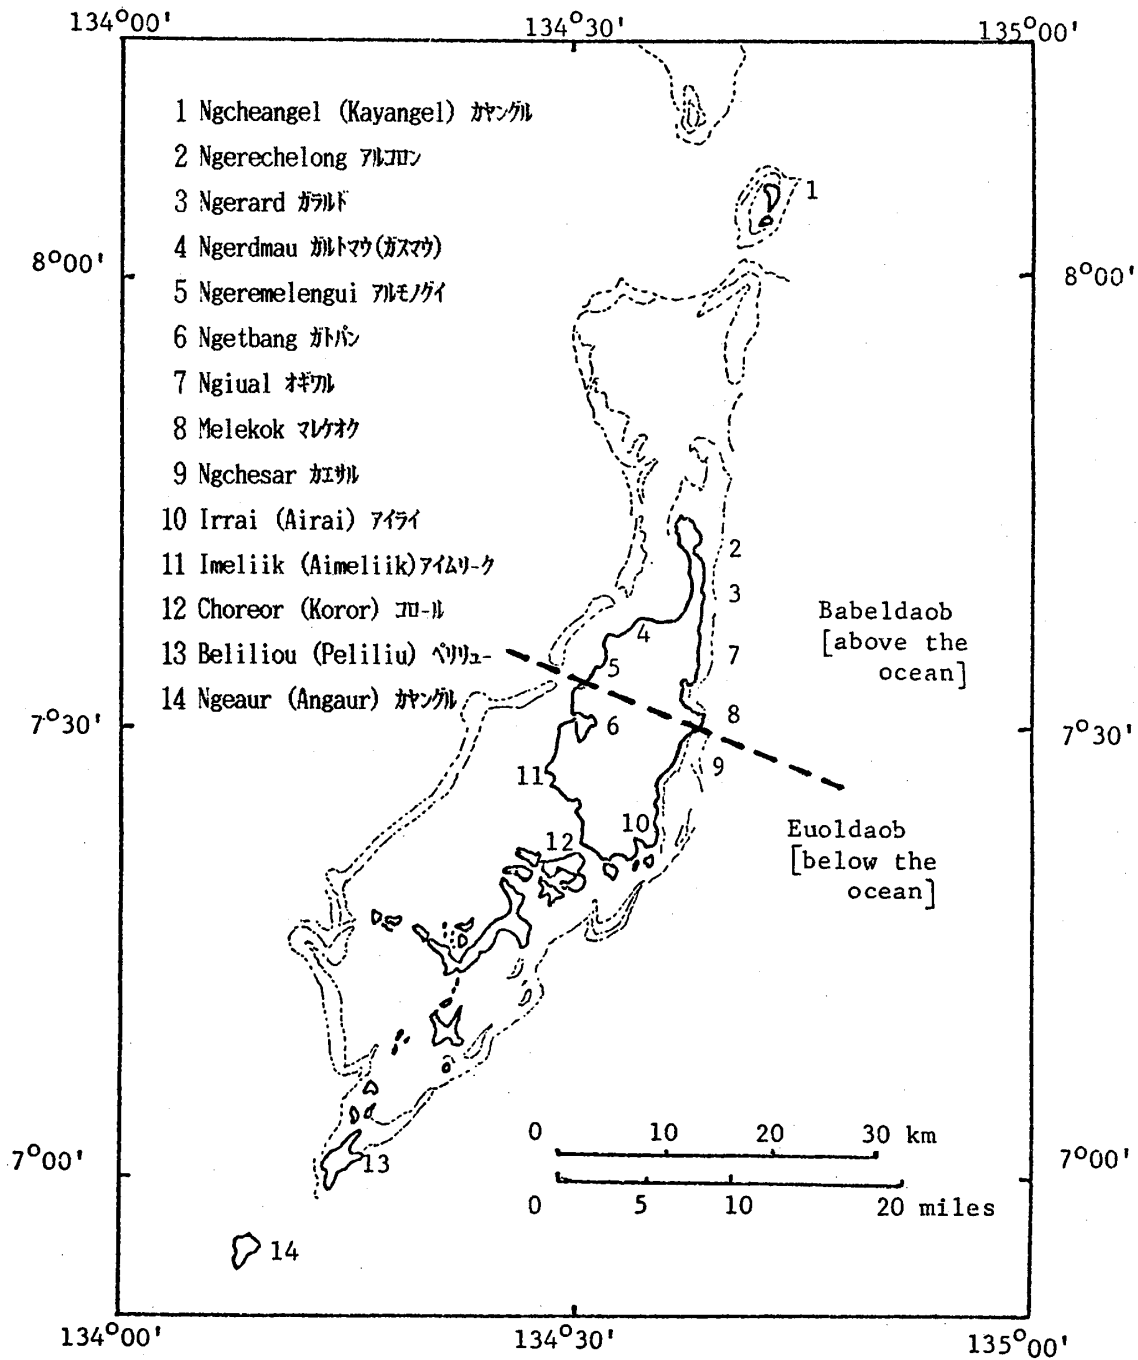 134°00'
134°30'
135°00'
1 Ngcheangel (Kayangel) カヤングル
2 Ngerechelong アルコロン
3 Ngerard ガラルド
4 Ngerdmau ガルトマウ(ガスマウ)
5 Ngeremelengui アルモノグイ
6 Ngetbang ガトパン
7 Ngiual オギワル
8 Melekok マレケオク
9 Ngchesar カエサル
10 Irrai (Airai) アイライ
11 Imeliik (Aimeliik)アイムリーク
12 Choreor (Koror) コロール
13 Beliliou (Peliliu) ペリリュー
14 Ngeaur (Angaur) カヤングル
1
8°00'
8°00'
2
3
4
7
5
Babeldaob
[above the
ocean]
7°30'
7°30'
6
8
9
11
10
12
Euoldaob
[below the
ocean]
7°00'
7°00'
13
14
0 10 20 30 km
0 5 10 20 miles
134°00'
134°30'
135°00'